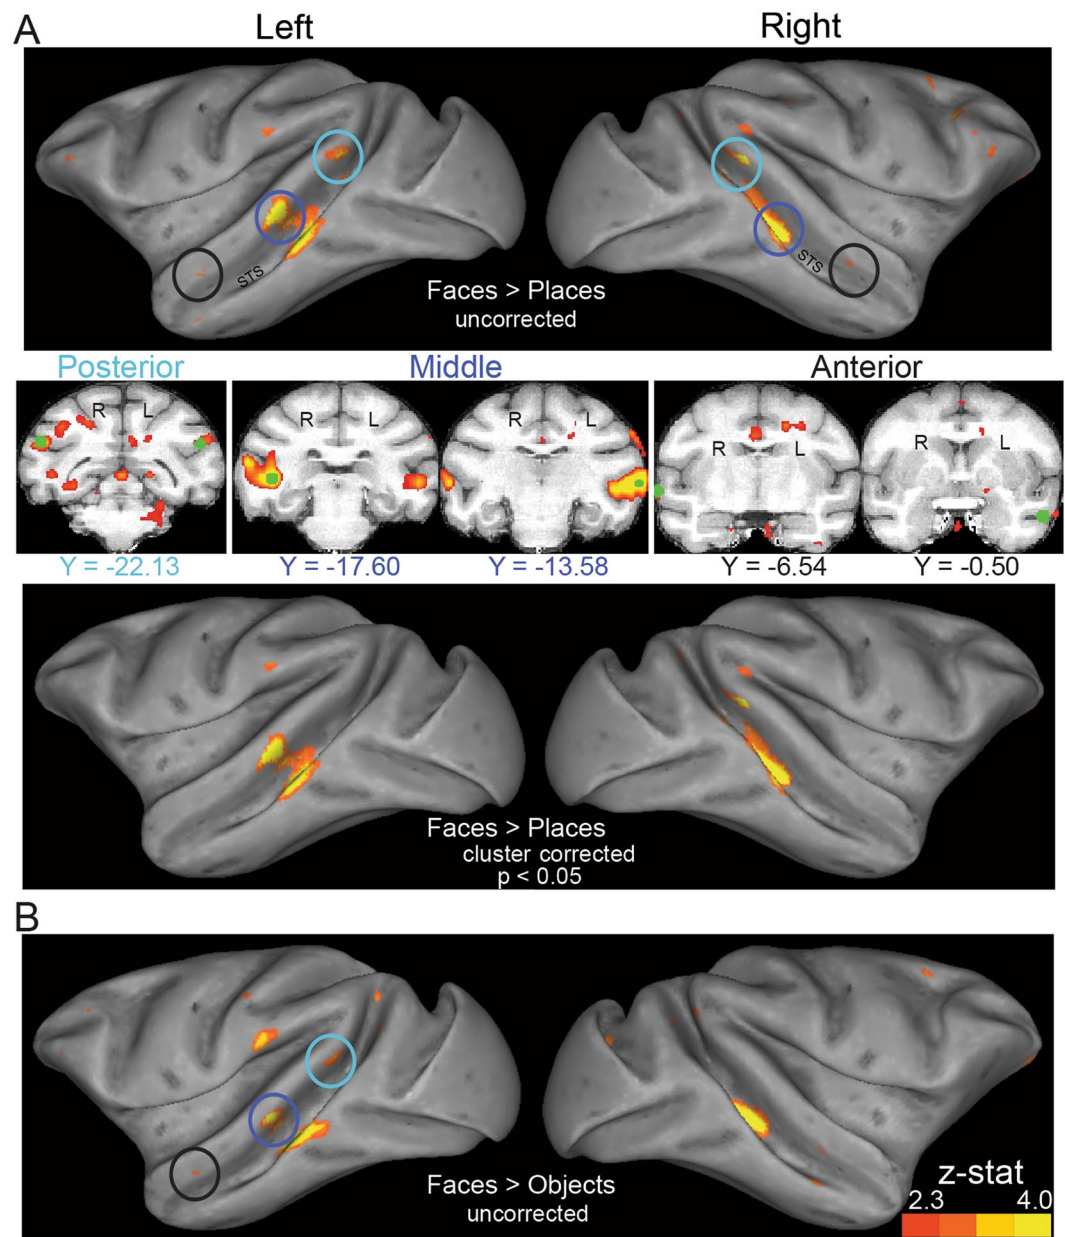 A
Left Right
STS STS
Faces > Places
uncorrected
Posterior Middle Anterior
R L R L R L R L R L
Y = -22.13 Y = -17.60 Y = -13.58 Y = -6.54 Y = -0.50
Faces > Places
cluster corrected
p < 0.05
B
Faces > Objects
uncorrected
z-stat
2.3 4.0